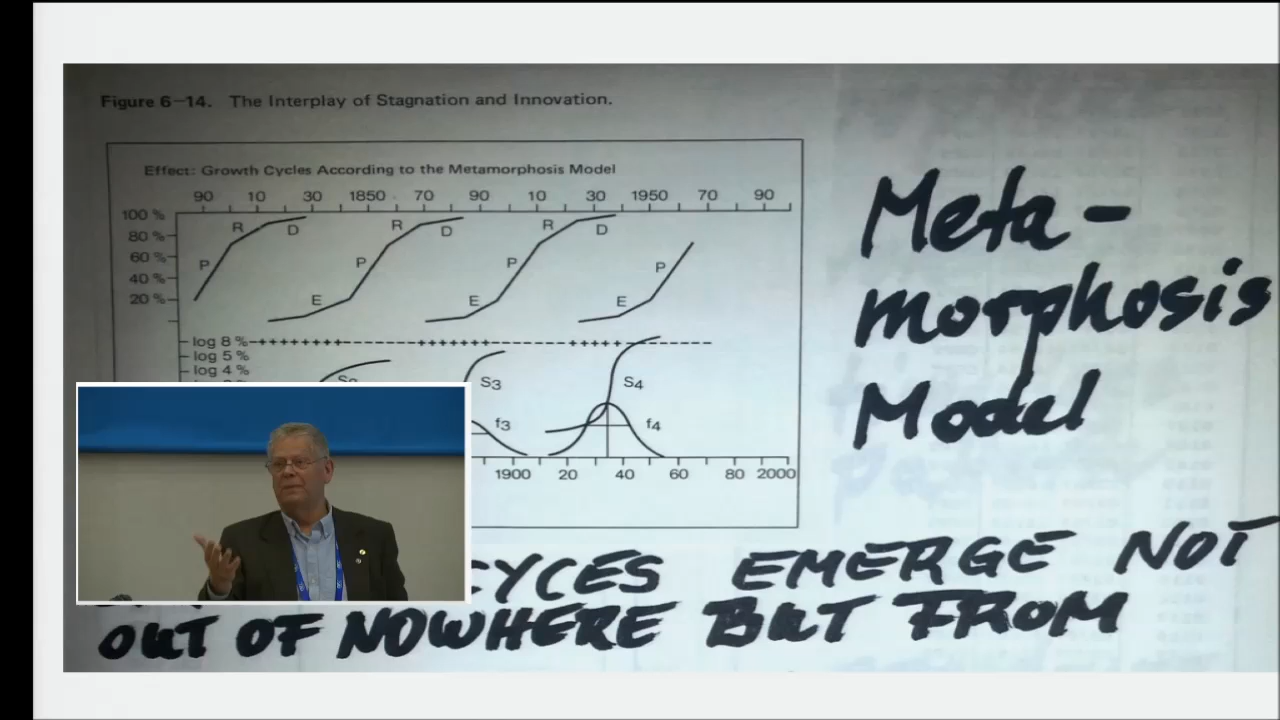 Figure 6–14. The Interplay of Stagnation and Innovation.
Effect: Growth Cycles According to the Metamorphosis Model
90 10 30 1850 70 90 10 30 1950 70 90
100 %
80 %
60 %
40 %
20 %
R D R D R D
P P P P
E E E
log 8 %
log 5 %
log 4 %
S3 S4
f3 f4
1900 20 40 60 80 2000
Meta-
morphosis
Model
CYCES EMERGE NOT
OUT OF NOWHERE BUT FROM